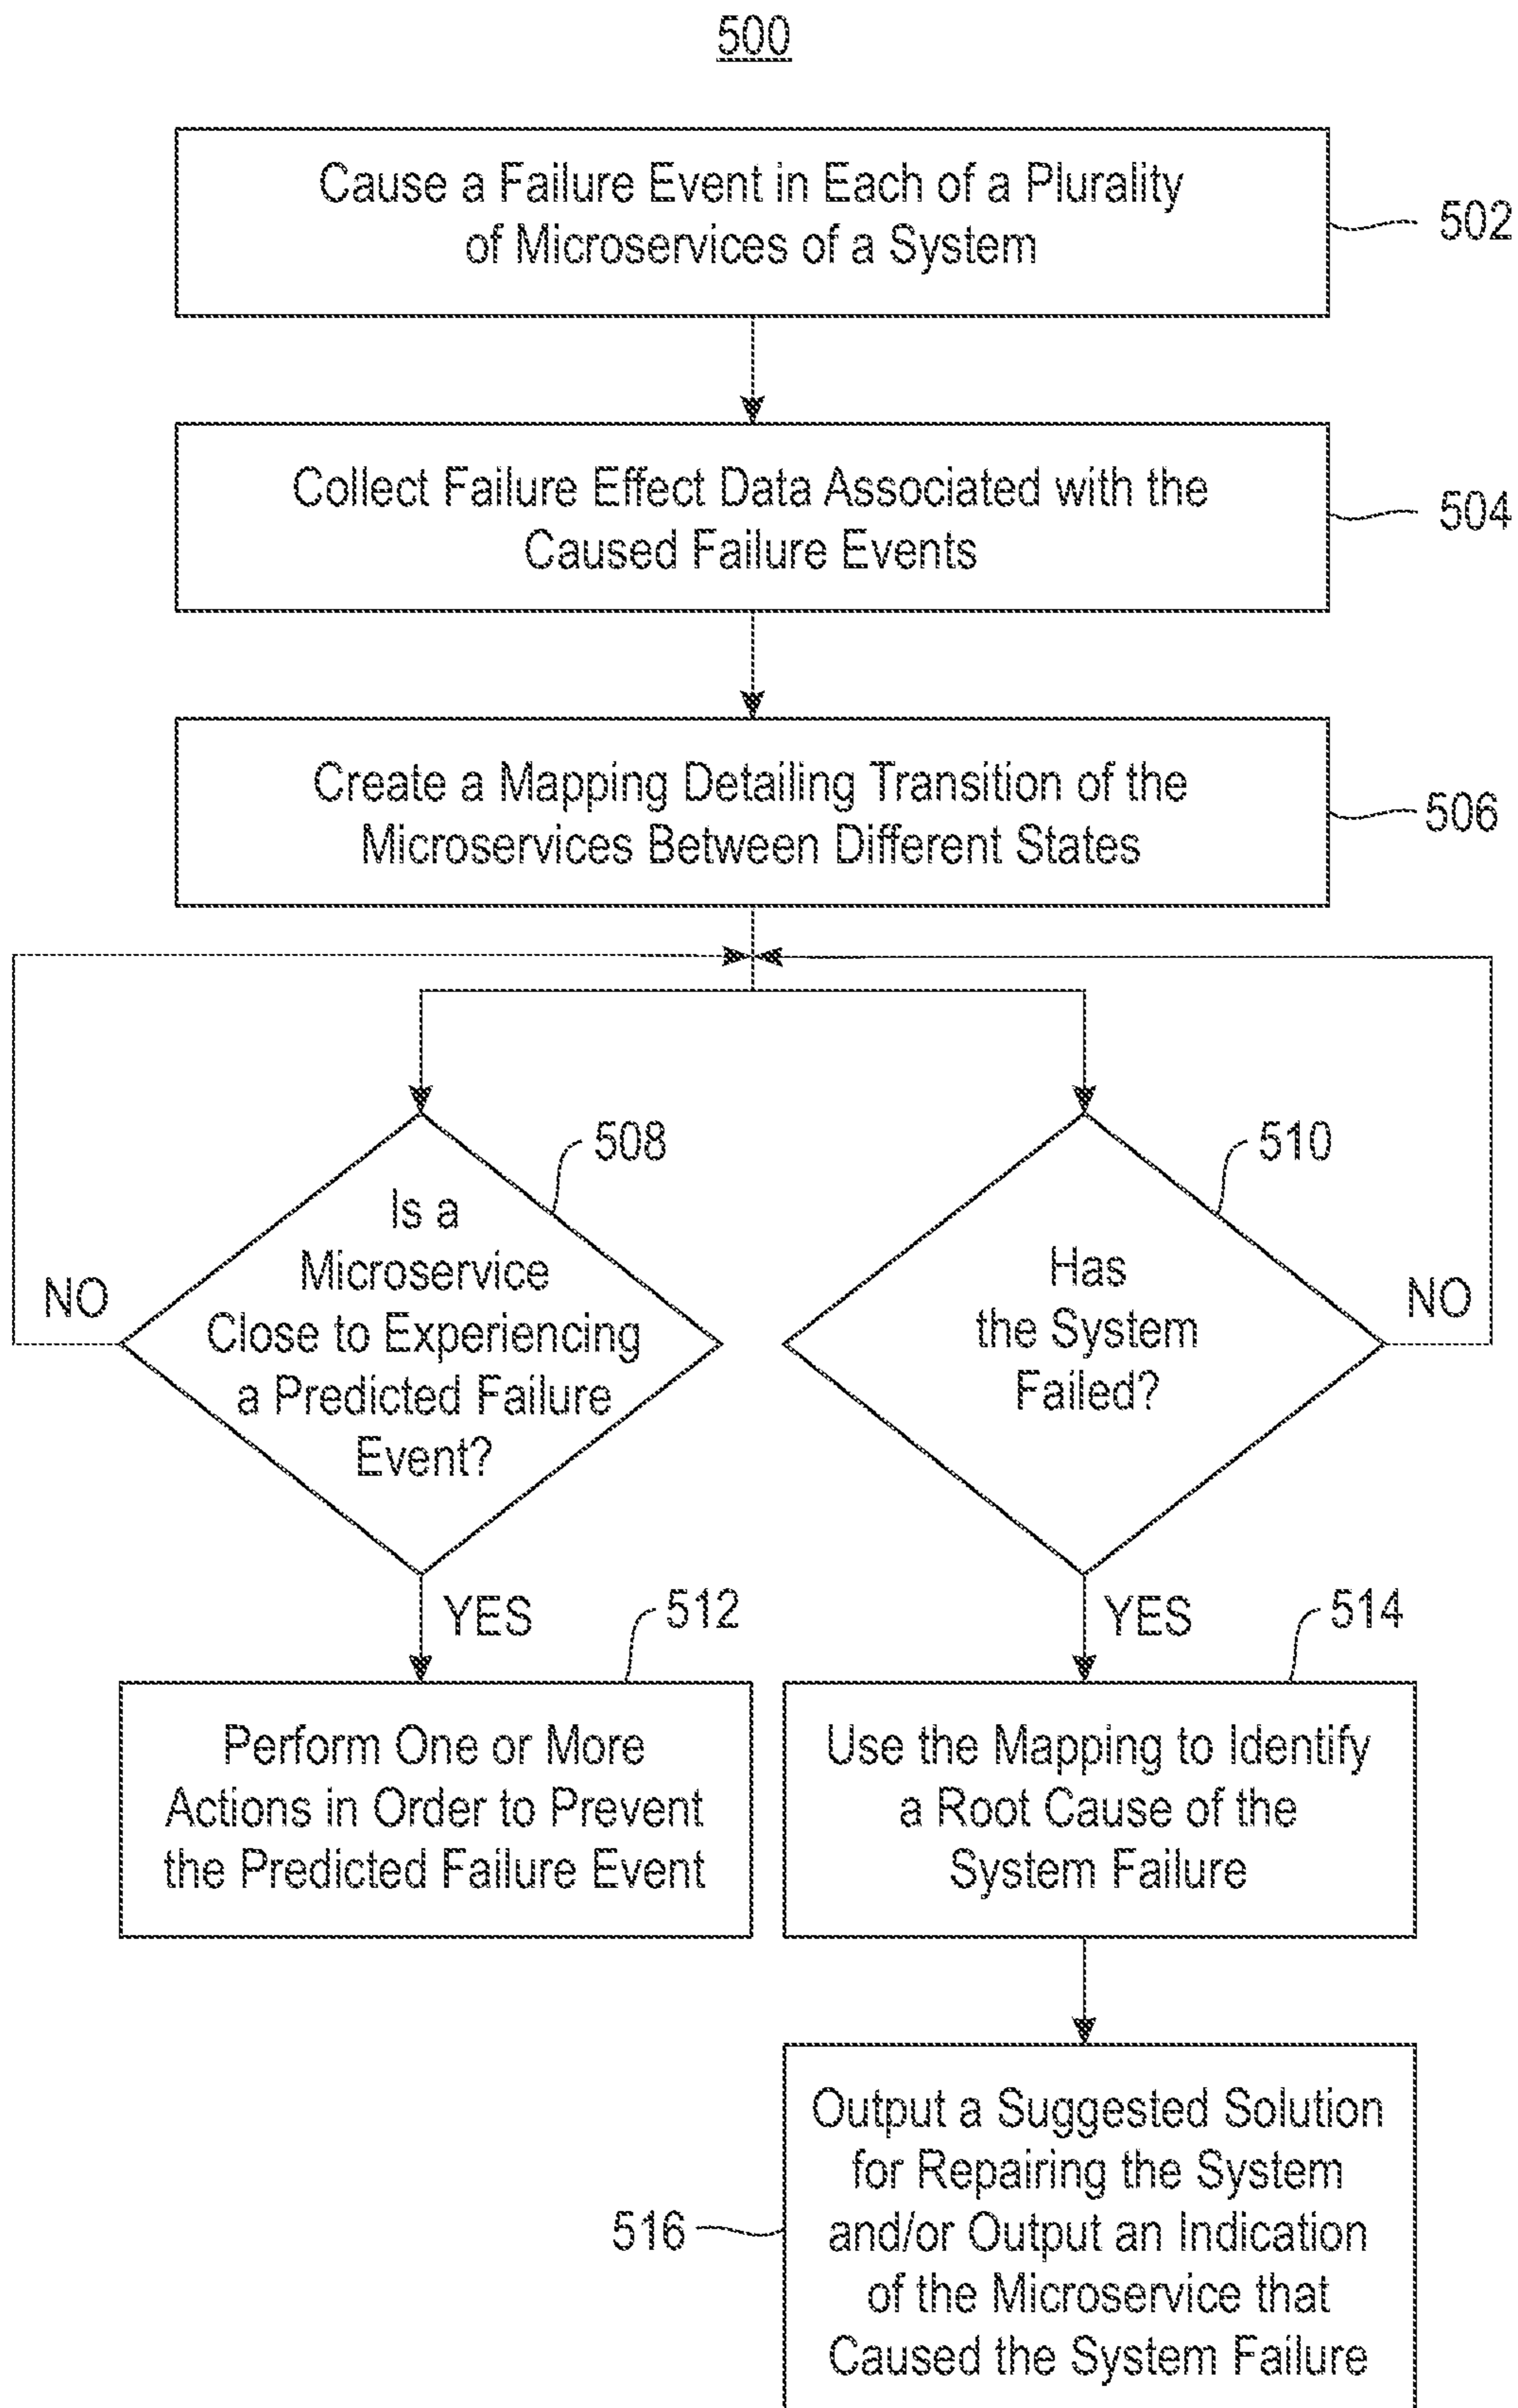 500
Cause a Failure Event in Each of a Plurality
of Microservices of a System
502
Collect Failure Effect Data Associated with the
Caused Failure Events
504
Create a Mapping Detailing Transition of the
Microservices Between Different States
506
508
Is a
Microservice
Close to Experiencing
a Predicted Failure
Event?
NO
YES
510
Has
the System
Failed?
NO
YES
512
Perform One or More
Actions in Order to Prevent
the Predicted Failure Event
514
Use the Mapping to Identify
a Root Cause of the
System Failure
516
Output a Suggested Solution
for Repairing the System
and/or Output an Indication
of the Microservice that
Caused the System Failure